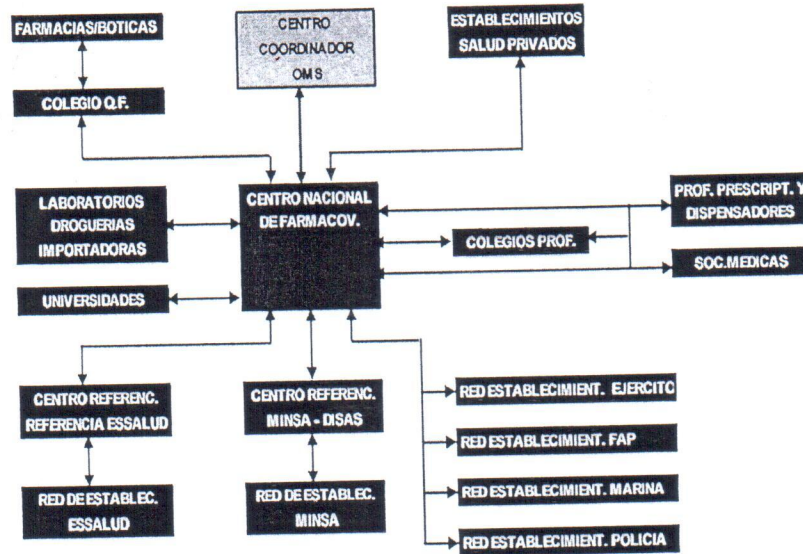 FARMACIAS/BOTICAS
CENTRO
COORDINADOR
OMS
ESTABLECIMIENTOS
SALUD PRIVADOS
COLEGIO Q.F.
LABORATORIOS
DROGUERIAS
IMPORTADORAS
CENTRO NACIONAL
DE FARMACOV.
PROF. PRESCRIPT. Y
DISPENSADORES
COLEGIOS PROF.
SOC. MEDICAS
UNIVERSIDADES
CENTRO REFERENC.
REFERENCIA ESSALUD
CENTRO REFERENC.
MINSA - DISAS
RED ESTABLECIMIENT. EJERCITO
RED ESTABLECIMIENT. FAP
RED DE ESTABLEC.
ESSALUD
RED DE ESTABLEC.
MINSA
RED ESTABLECIMIENT. MARINA
RED ESTABLECIMIENT. POLICIA